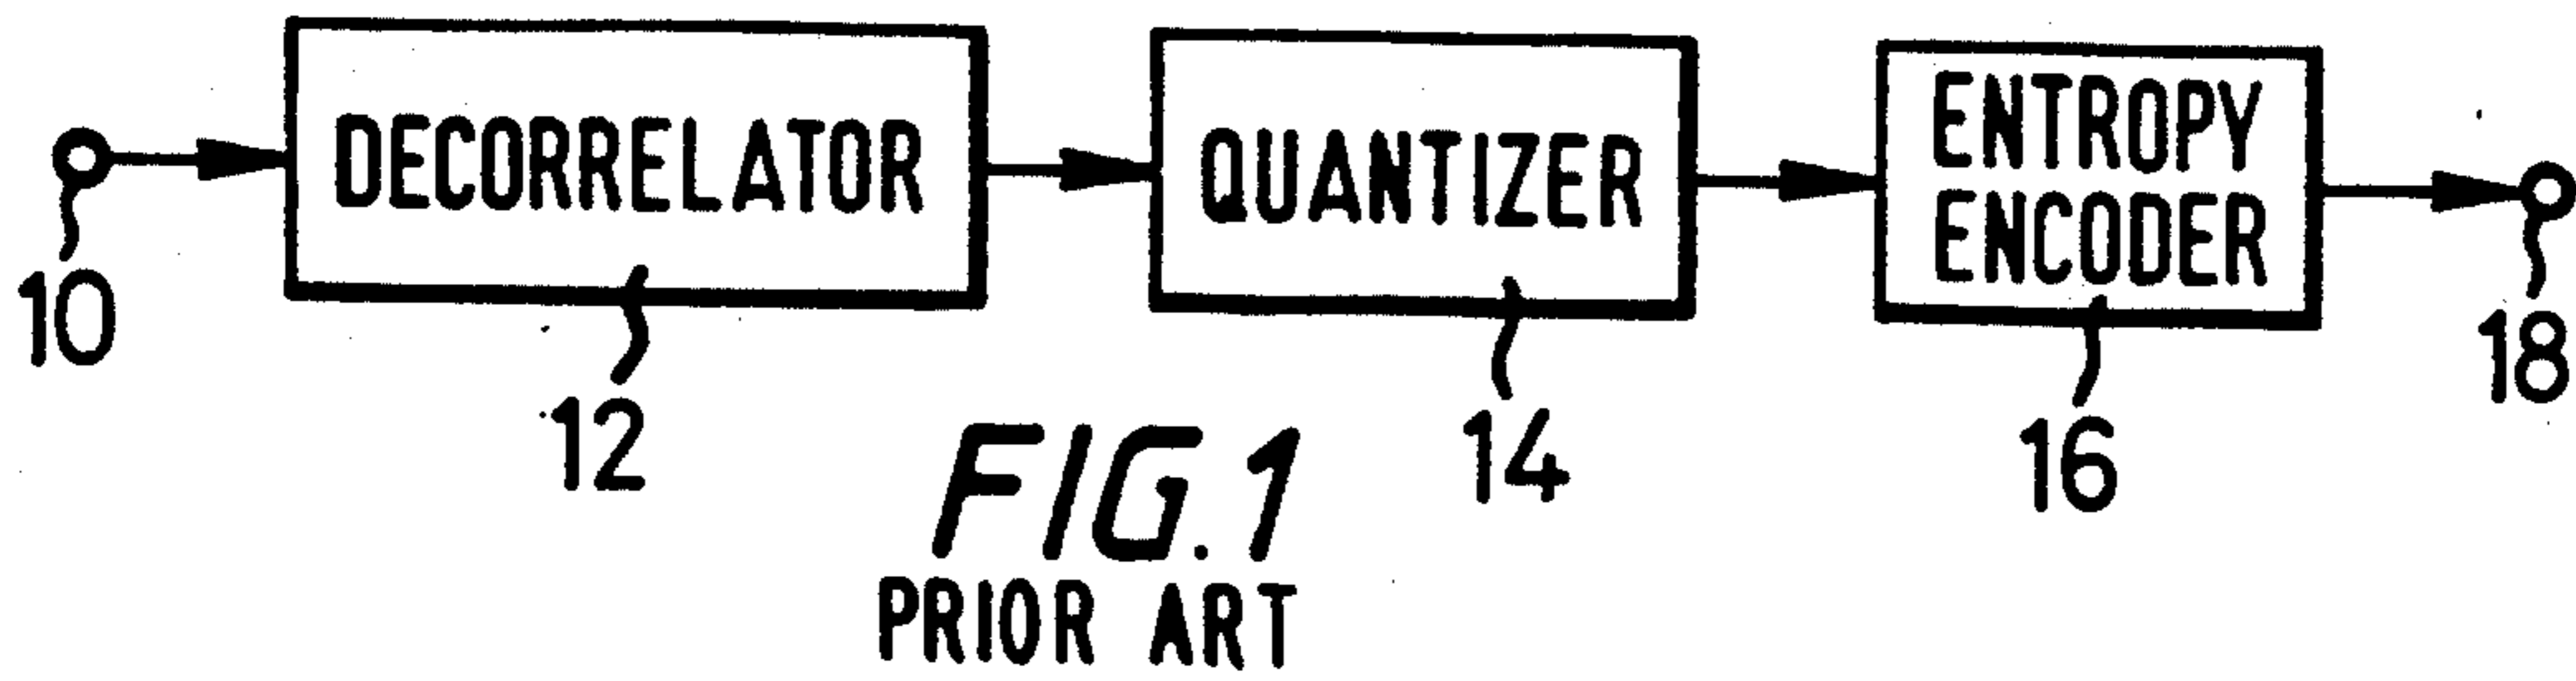 DECORRELATOR
QUANTIZER
ENTROPY
ENCODER
10
12
14
16
18
FIG.1
PRIOR ART